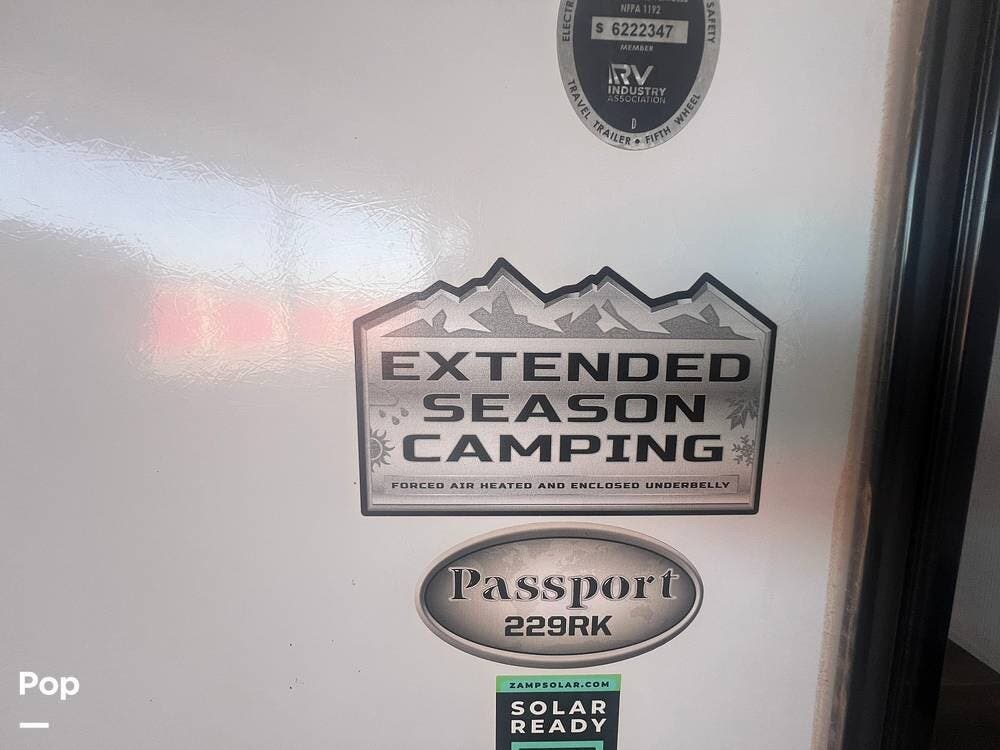 NFPA 1192
S 6222347
MEMBER
RV
INDUSTRY
ASSOCIATION
D
SAFETY
TRAVEL TRAILER • FIFTH WHEEL
EXTENDED
SEASON
CAMPING
FORCED AIR HEATED AND ENCLOSED UNDERBELLY
Passport
229RK
ZAMPSOLAR.COM
SOLAR
READY
Pop